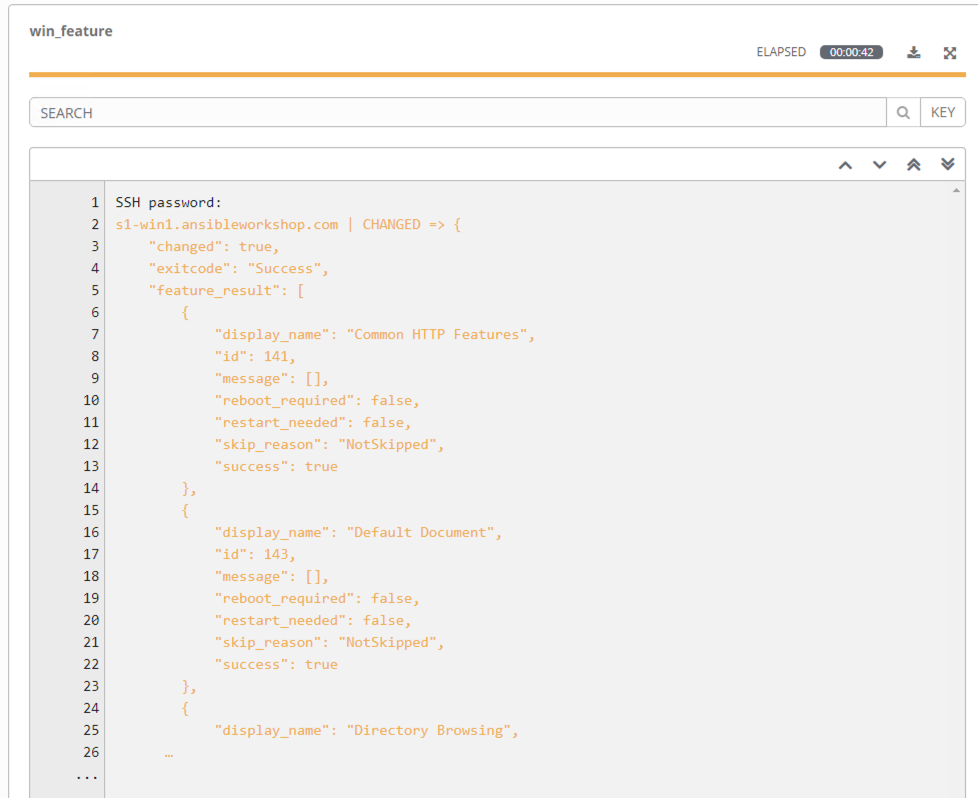 win_feature
ELAPSED 00:00:42
SEARCH KEY
1 SSH password:
2 s1-win1.ansibleworkshop.com | CHANGED => {
3     "changed": true,
4     "exitcode": "Success",
5     "feature_result": [
6         {
7             "display_name": "Common HTTP Features",
8             "id": 141,
9             "message": [],
10             "reboot_required": false,
11             "restart_needed": false,
12             "skip_reason": "NotSkipped",
13             "success": true
14         },
15         {
16             "display_name": "Default Document",
17             "id": 143,
18             "message": [],
19             "reboot_required": false,
20             "restart_needed": false,
21             "skip_reason": "NotSkipped",
22             "success": true
23         },
24         {
25             "display_name": "Directory Browsing",
26       …
...